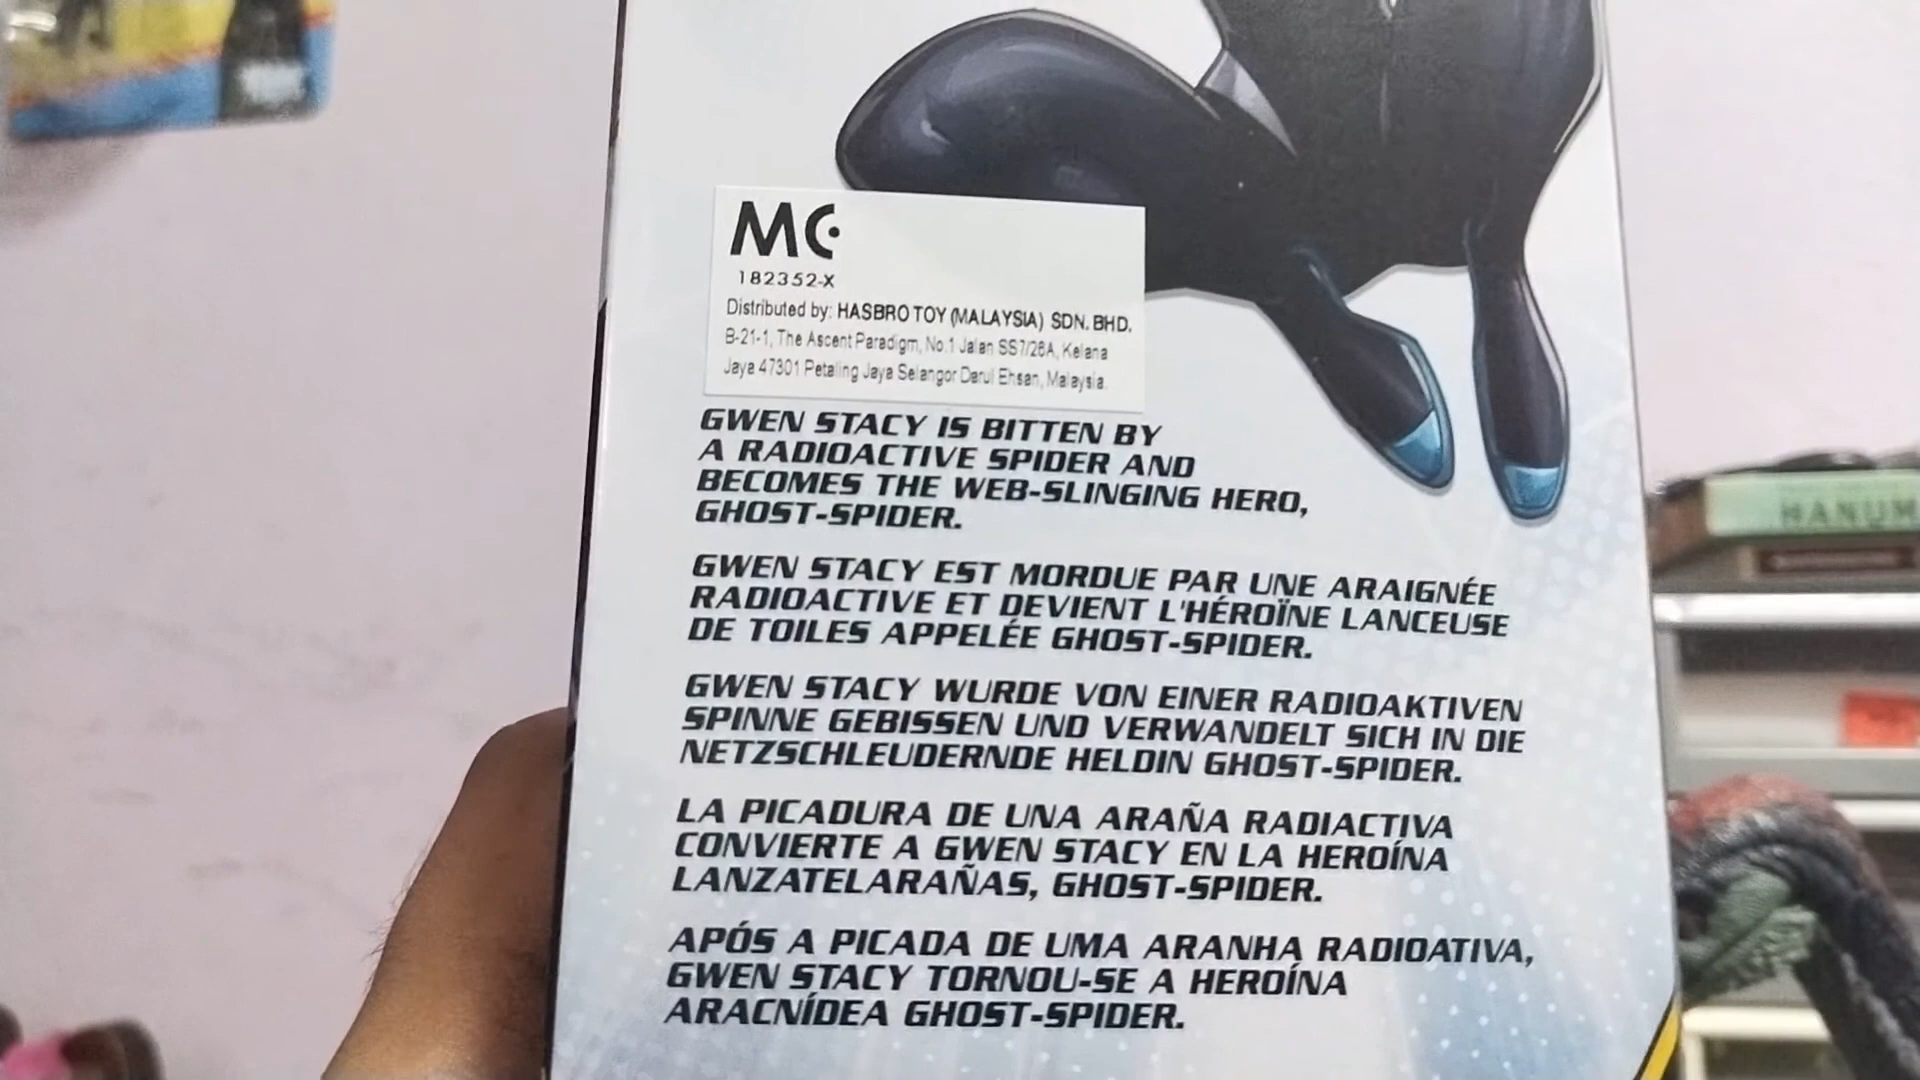 MC
182352-X
Distributed by: HASBRO TOY (MALAYSIA) SDN. BHD.
B-21-1, The Ascent Paradigm, No.1 Jalan SS7/26A, Kelana
Jaya 47301 Petaling Jaya Selangor Darul Ehsan, Malaysia.
GWEN STACY IS BITTEN BY
A RADIOACTIVE SPIDER AND
BECOMES THE WEB-SLINGING HERO,
GHOST-SPIDER.
GWEN STACY EST MORDUE PAR UNE ARAIGNÉE
RADIOACTIVE ET DEVIENT L'HÉROÏNE LANCEUSE
DE TOILES APPELÉE GHOST-SPIDER.
GWEN STACY WURDE VON EINER RADIOAKTIVEN
SPINNE GEBISSEN UND VERWANDELT SICH IN DIE
NETZSCHLEUDERNDE HELDIN GHOST-SPIDER.
LA PICADURA DE UNA ARAÑA RADIACTIVA
CONVIERTE A GWEN STACY EN LA HEROÍNA
LANZATELARAÑAS, GHOST-SPIDER.
APÓS A PICADA DE UMA ARANHA RADIOATIVA,
GWEN STACY TORNOU-SE A HEROÍNA
ARACNÍDEA GHOST-SPIDER.
HANUM